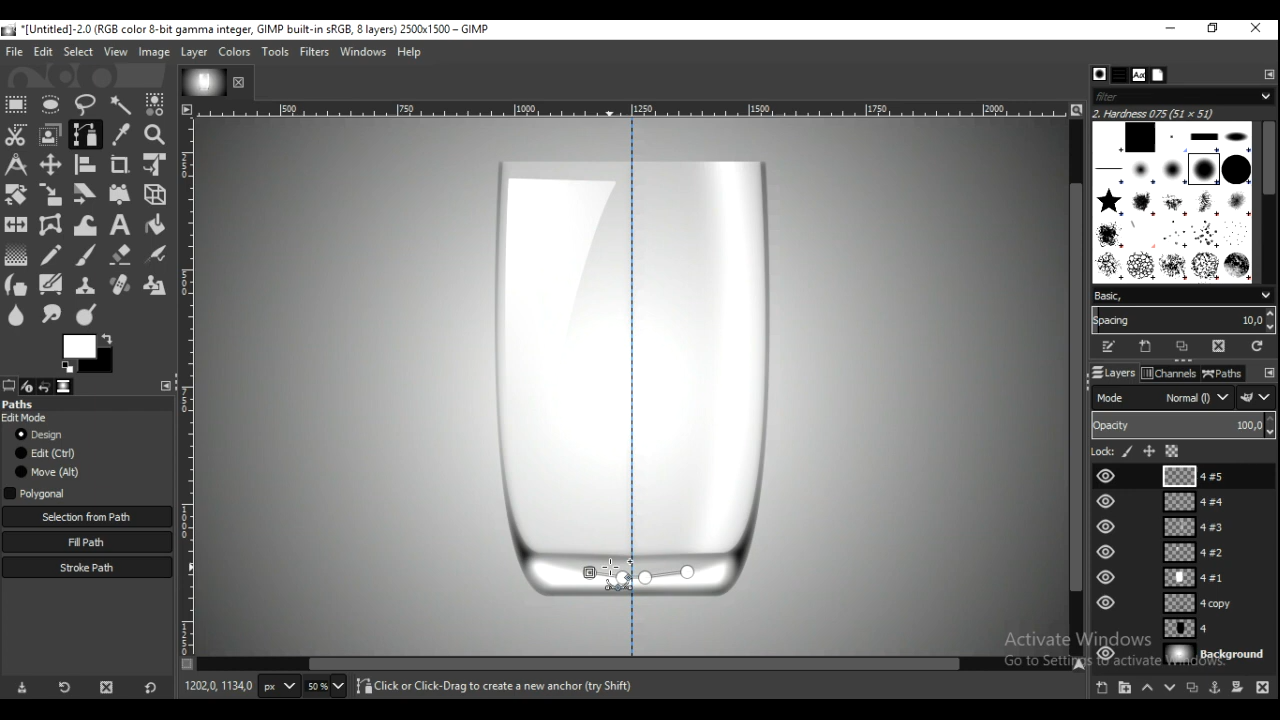 *[Untitled]-2.0 (RGB color 8-bit gamma integer, GIMP built-in sRGB, 8 layers) 2500x1500 – GIMP
File Edit Select View Image Layer Colors Tools Filters Windows Help
filter
2. Hardness 075 (51 × 51)
500 750 1000 1250 1500 1750 2000
250
500
750
1000
1250
Basic,
Spacing 10,0
Layers Channels Paths
Mode Normal (l)
Opacity 100,0
Lock:
4 #5
4 #4
4 #3
4 #2
4 #1
4 copy
4
Background
Paths
Edit Mode
Design
Edit (Ctrl)
Move (Alt)
Polygonal
Selection from Path
Fill Path
Stroke Path
Activate Windows
Go to Settings to activate Windows.
1202,0, 1134,0 px 50 % Click or Click-Drag to create a new anchor (try Shift)